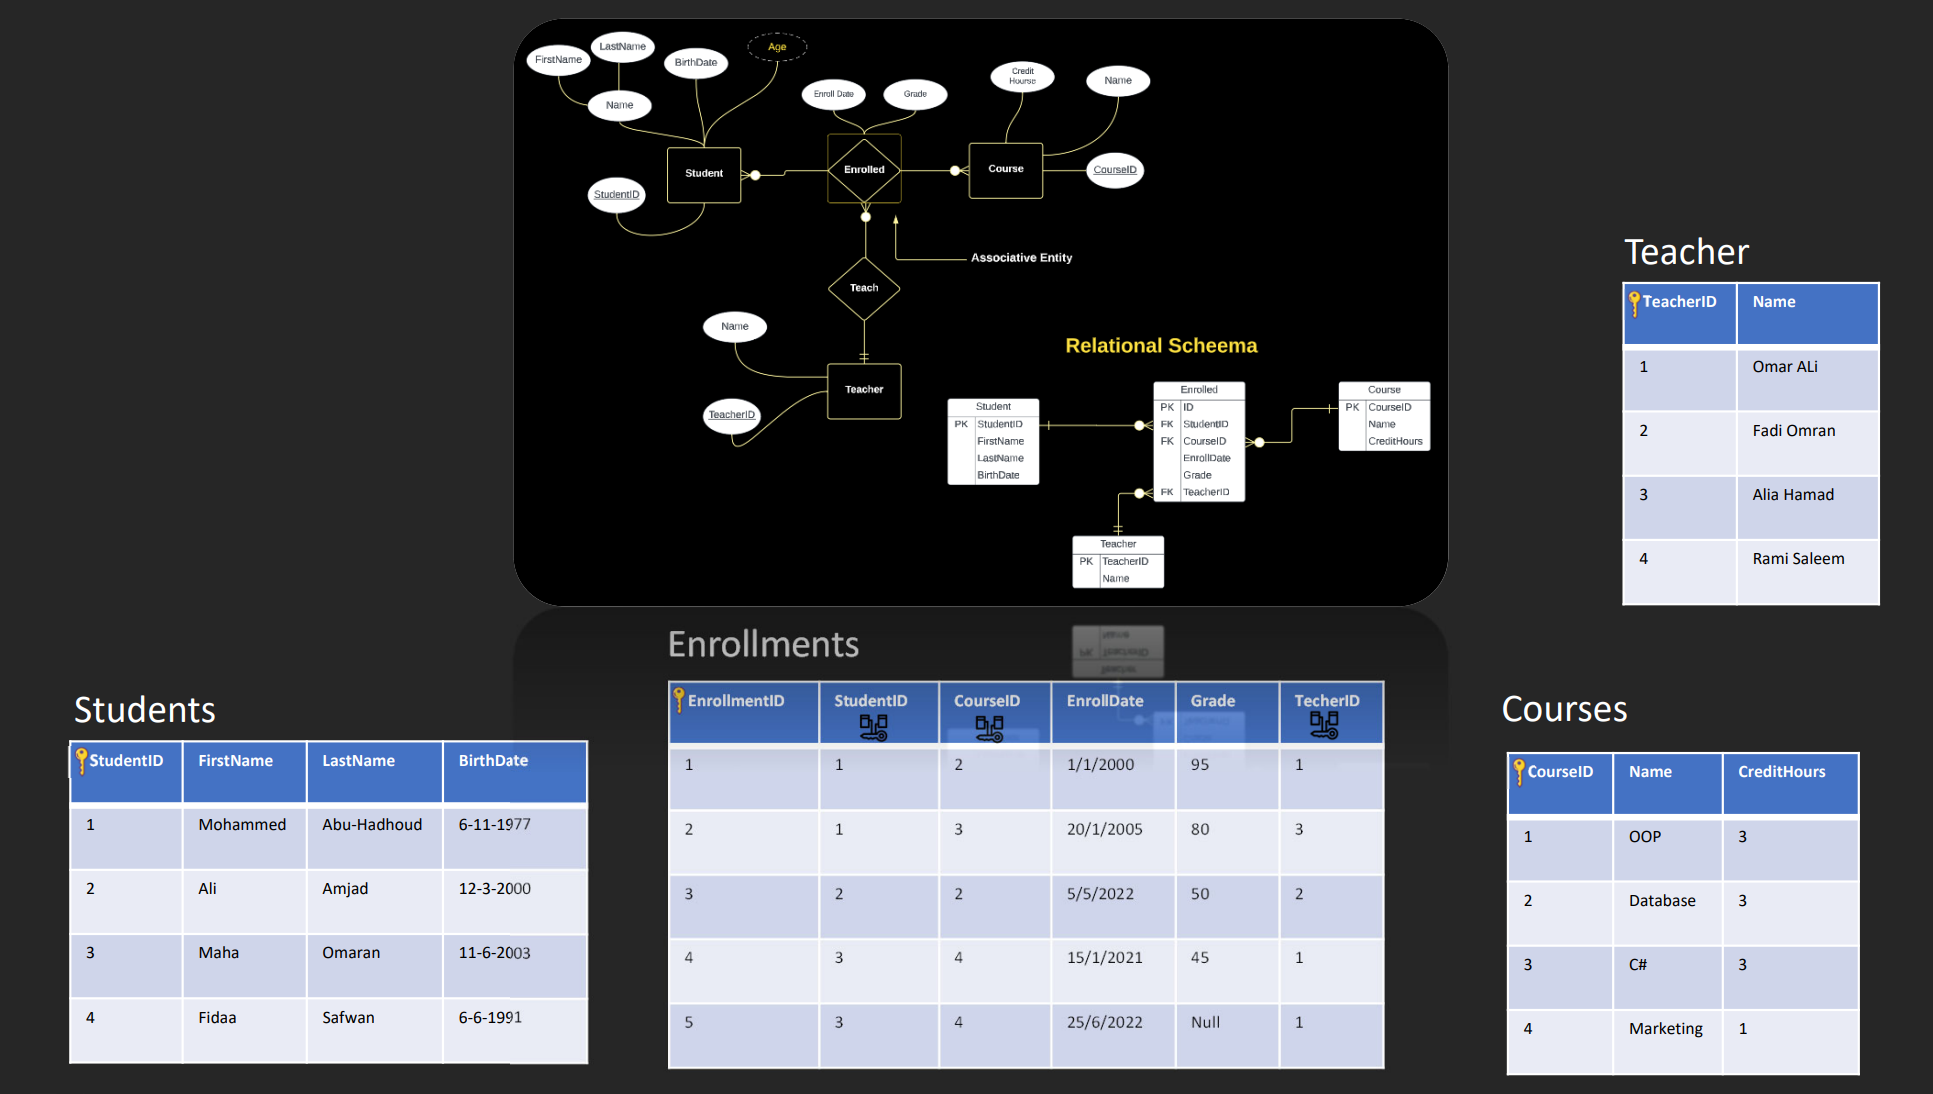 FirstName
LastName
BirthDate
Age
Name
Enroll Date
Grade
Credit
Hourse
Name
Student
Enrolled
Course
CourseID
StudentID
Associative Entity
Teach
Name
Teacher
TeacherID
Relational Scheema
Student
PK StudentID
FirstName
LastName
BirthDate
Enrolled
PK ID
FK StudentID
FK CourseID
EnrollDate
Grade
FK TeacherID
Course
PK CourseID
Name
CreditHours
Teacher
PK TeacherID
Name
Teacher
TeacherID Name
1 Omar ALi
2 Fadi Omran
3 Alia Hamad
4 Rami Saleem
Students
StudentID FirstName LastName BirthDate
1 Mohammed Abu-Hadhoud 6-11-1977
2 Ali Amjad 12-3-2000
3 Maha Omaran 11-6-2003
4 Fidaa Safwan 6-6-1991
Enrollments
EnrollmentID StudentID CourseID EnrollDate Grade TecherID
1 1 2 1/1/2000 95 1
2 1 3 20/1/2005 80 3
3 2 2 5/5/2022 50 2
4 3 4 15/1/2021 45 1
5 3 4 25/6/2022 Null 1
Courses
CourseID Name CreditHours
1 OOP 3
2 Database 3
3 C# 3
4 Marketing 1